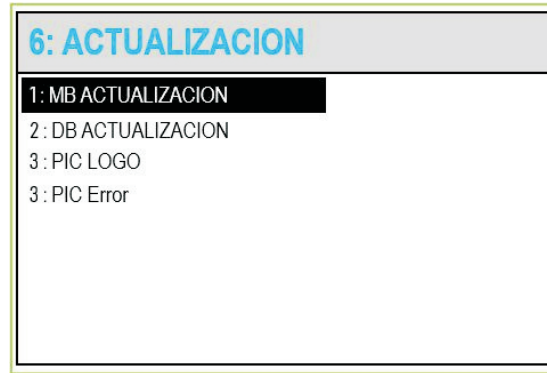 6: ACTUALIZACION
1: MB ACTUALIZACION
2 : DB ACTUALIZACION
3 : PIC LOGO
3 : PIC Error